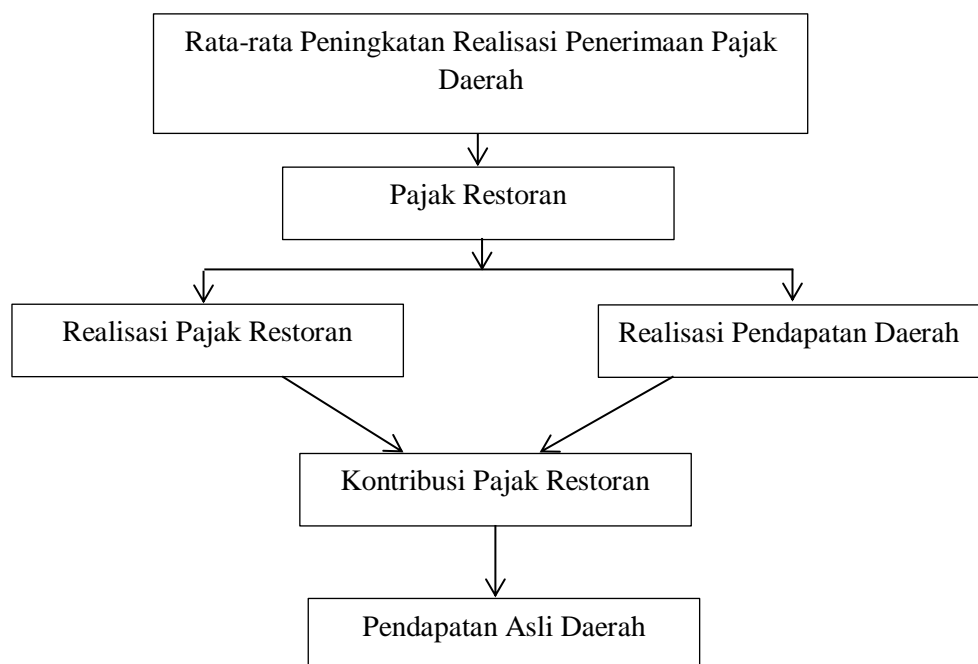 Rata-rata Peningkatan Realisasi Penerimaan Pajak
Daerah
Pajak Restoran
Realisasi Pajak Restoran
Realisasi Pendapatan Daerah
Kontribusi Pajak Restoran
Pendapatan Asli Daerah